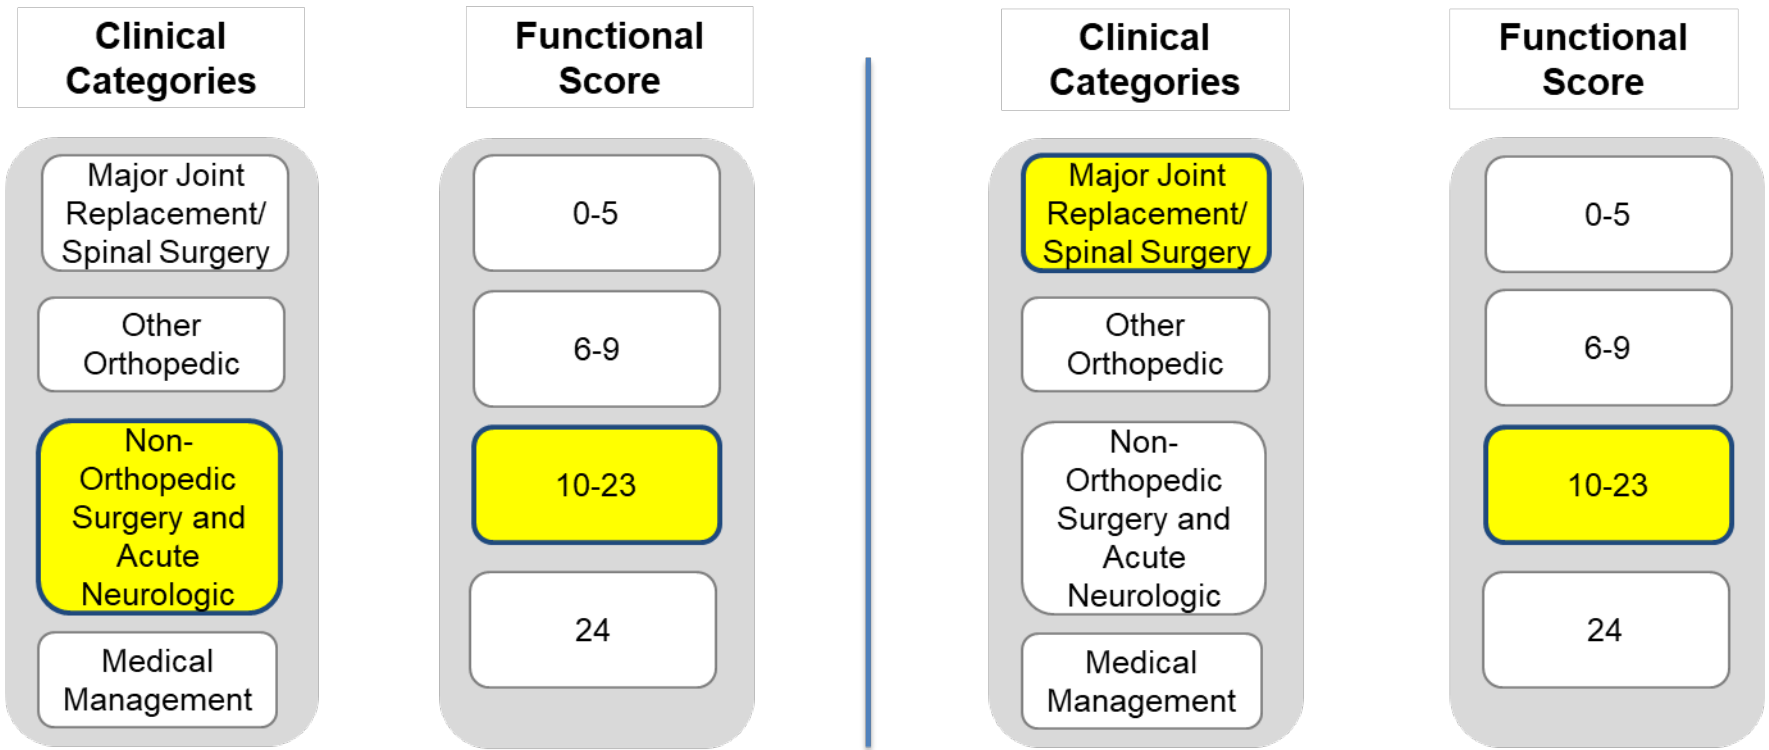 Clinical
Categories
Major Joint
Replacement/
Spinal Surgery
Other
Orthopedic
Non-
Orthopedic
Surgery and
Acute
Neurologic
Medical
Management
Functional
Score
0-5
6-9
10-23
24
Clinical
Categories
Major Joint
Replacement/
Spinal Surgery
Other
Orthopedic
Non-
Orthopedic
Surgery and
Acute
Neurologic
Medical
Management
Functional
Score
0-5
6-9
10-23
24